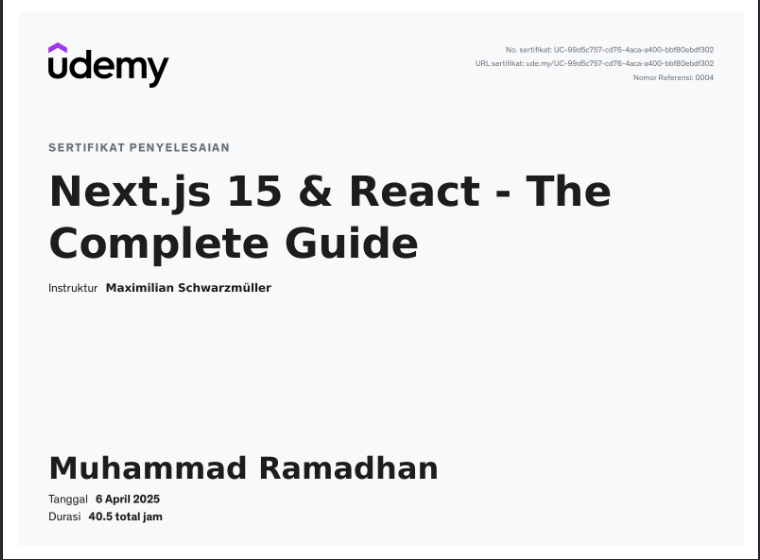 udemy
No. sertifikat: UC-99d5c757-cd76-4aca-a400-bbf80ebdf302
URL sertifikat: ude.my/UC-99d5c757-cd76-4aca-a400-bbf80ebdf302
Nomor Referensi: 0004
SERTIFIKAT PENYELESAIAN
Next.js 15 & React - The
Complete Guide
Instruktur Maximilian Schwarzmüller
Muhammad Ramadhan
Tanggal 6 April 2025
Durasi 40.5 total jam